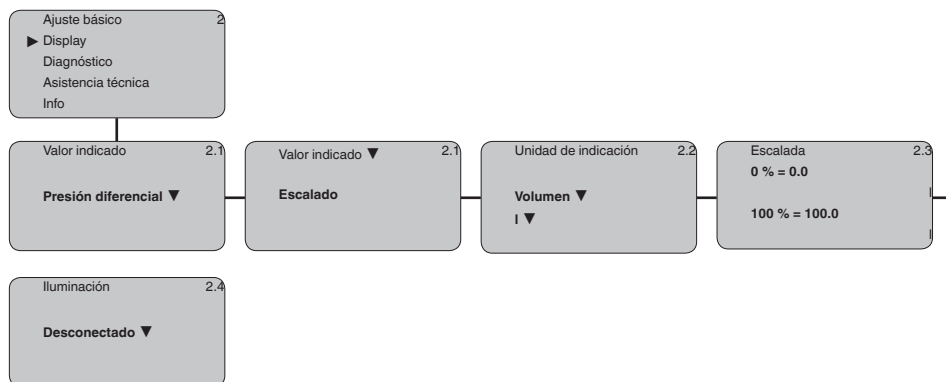 Ajuste básico 2
▶ Display
Diagnóstico
Asistencia técnica
Info
Valor indicado 2.1
Presión diferencial ▼
Valor indicado ▼ 2.1
Escalado
Unidad de indicación 2.2
Volumen ▼
l ▼
Escalada 2.3
0 % = 0.0
l
100 % = 100.0
l
Iluminación 2.4
Desconectado ▼